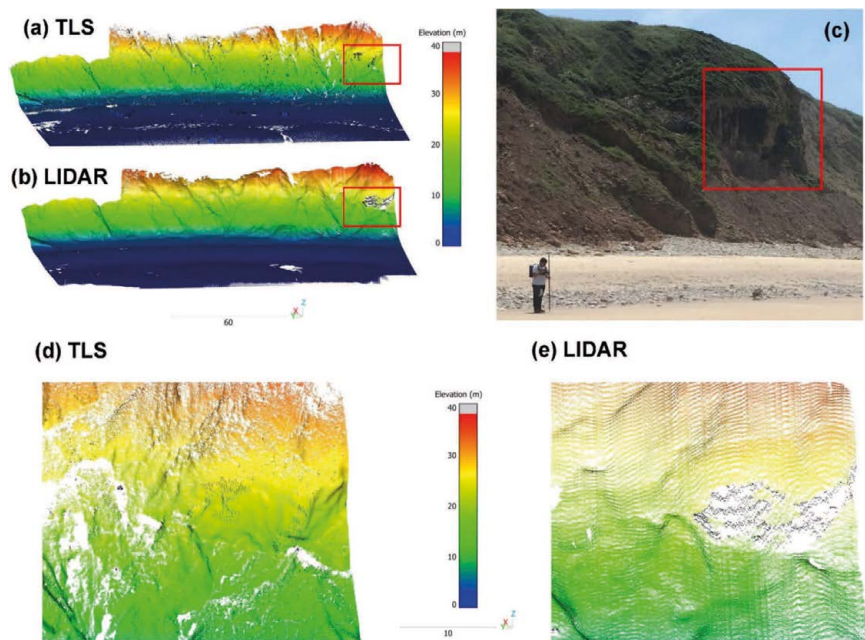 (a) TLS
Elevation (m)
40
30
20
10
0
(b) LIDAR
60
X
Y
Z
(c)
(d) TLS
Elevation (m)
40
30
20
10
0
10
X
Y
Z
(e) LIDAR